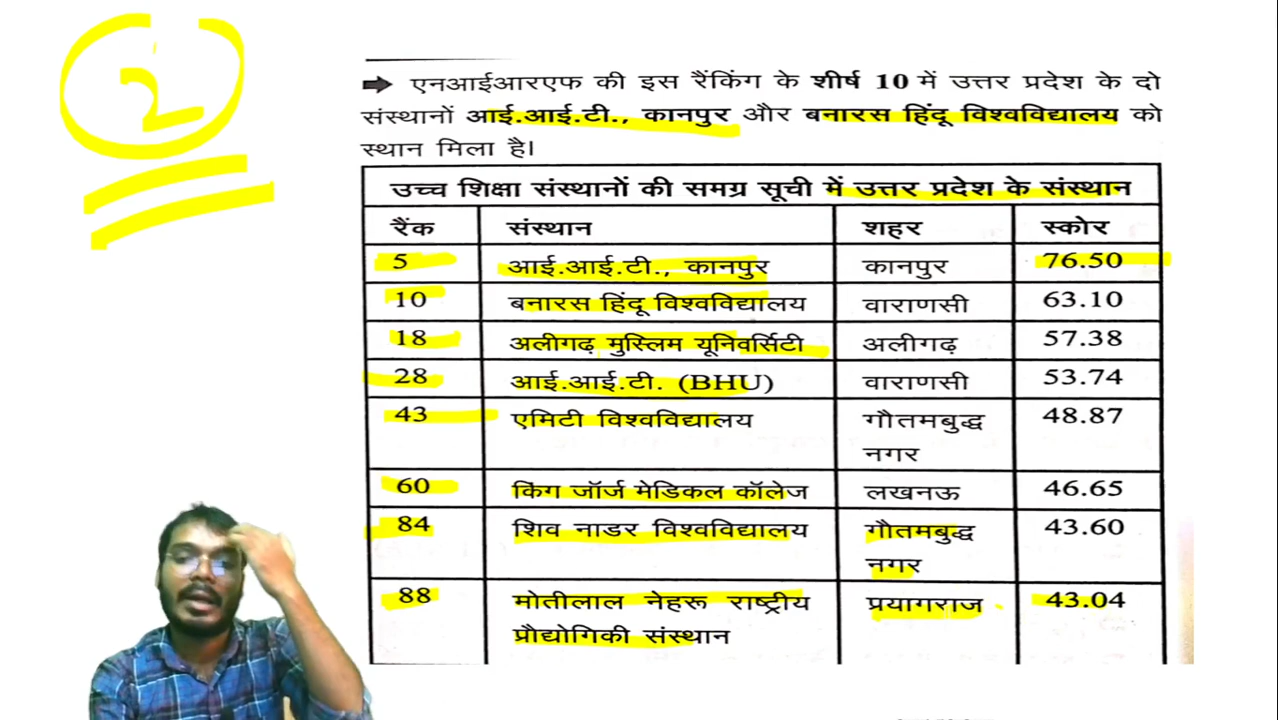 2
➡ एनआईआरएफ की इस रैंकिंग के शीर्ष 10 में उत्तर प्रदेश के दो
संस्थानों आई.आई.टी., कानपुर और बनारस हिंदू विश्वविद्यालय को
स्थान मिला है।
उच्च शिक्षा संस्थानों की समग्र सूची में उत्तर प्रदेश के संस्थान
रैंक संस्थान शहर स्कोर
5 आई.आई.टी., कानपुर कानपुर 76.50
10 बनारस हिंदू विश्वविद्यालय वाराणसी 63.10
18 अलीगढ़ मुस्लिम यूनिवर्सिटी अलीगढ़ 57.38
28 आई.आई.टी. (BHU) वाराणसी 53.74
43 एमिटी विश्वविद्यालय गौतमबुद्ध 48.87
नगर
60 किंग जॉर्ज मेडिकल कॉलेज लखनऊ 46.65
84 शिव नाडर विश्वविद्यालय गौतमबुद्ध 43.60
नगर
88 मोतीलाल नेहरू राष्ट्रीय प्रयागराज 43.04
प्रौद्योगिकी संस्थान